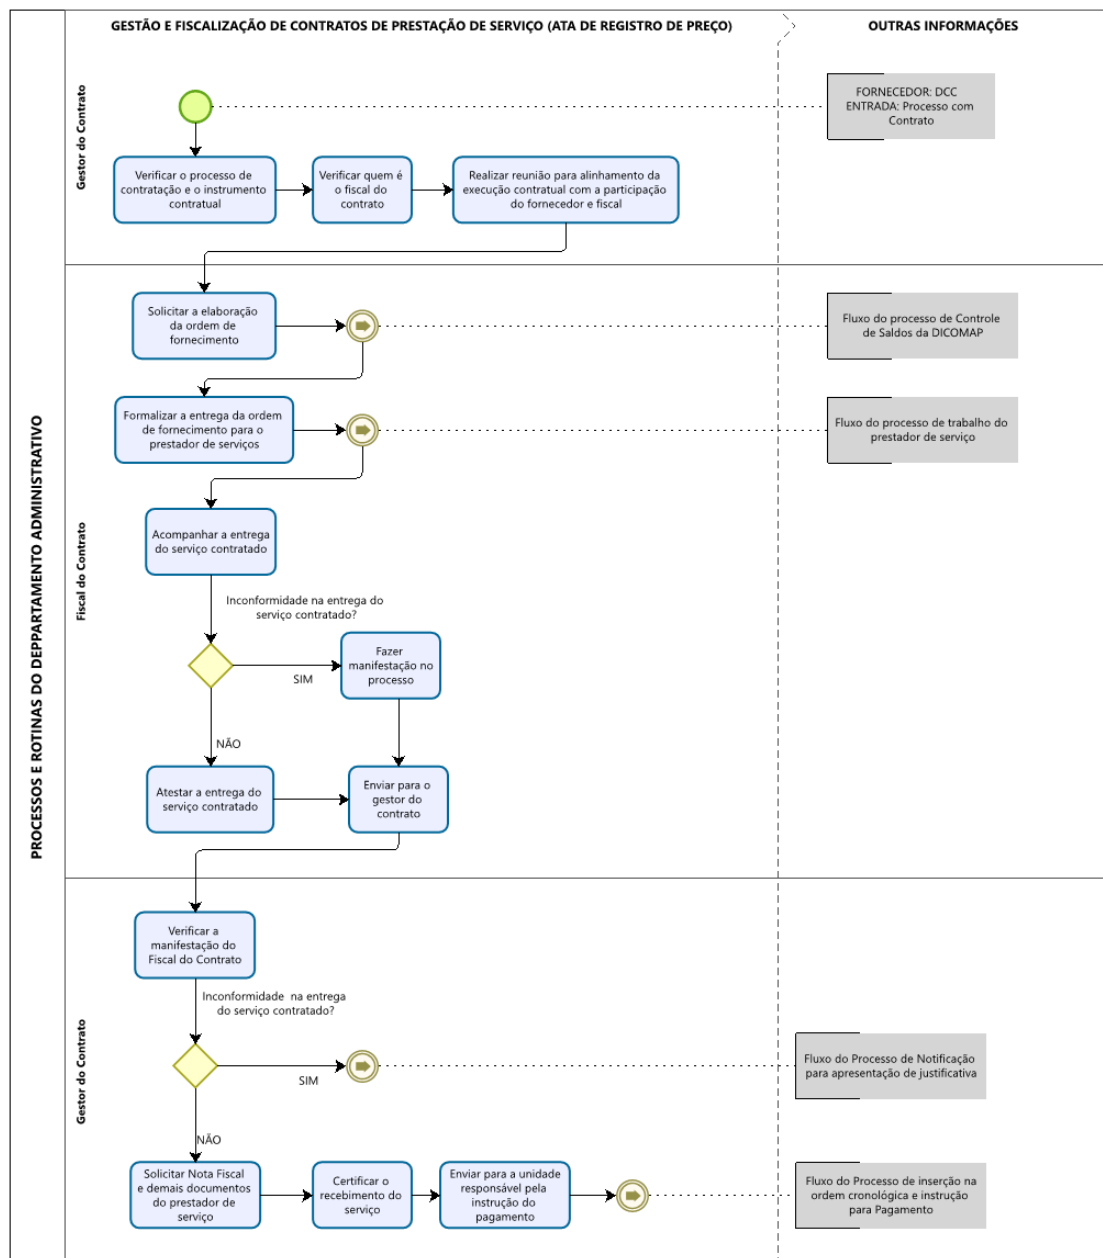 GESTÃO E FISCALIZAÇÃO DE CONTRATOS DE PRESTAÇÃO DE SERVIÇO (ATA DE REGISTRO DE PREÇO)
OUTRAS INFORMAÇÕES
PROCESSOS E ROTINAS DO DEPPARTAMENTO ADMINISTRATIVO
Gestor do Contrato
FORNECEDOR: DCC
ENTRADA: Processo com
Contrato
Verificar o processo de
contratação e o instrumento
contratual
Verificar quem é
o fiscal do
contrato
Realizar reunião para alinhamento da
execução contratual com a participação
do fornecedor e fiscal
Fiscal do Contrato
Solicitar a elaboração
da ordem de
fornecimento
Fluxo do processo de Controle
de Saldos da DICOMAP
Formalizar a entrega da ordem
de fornecimento para o
prestador de serviços
Fluxo do processo de trabalho do
prestador de serviço
Acompanhar a entrega
do serviço contratado
Inconformidade na entrega do
serviço contratado?
SIM
Fazer
manifestação no
processo
NÃO
Atestar a entrega do
serviço contratado
Enviar para o
gestor do
contrato
Gestor do Contrato
Verificar a
manifestação do
Fiscal do Contrato
Inconformidade na entrega
do serviço contratado?
SIM
Fluxo do Processo de Notificação
para apresentação de justificativa
NÃO
Solicitar Nota Fiscal
e demais documentos
do prestador de
serviço
Certificar o
recebimento do
serviço
Enviar para a unidade
responsável pela
instrução do
pagamento
Fluxo do Processo de inserção na
ordem cronológica e instrução
para Pagamento